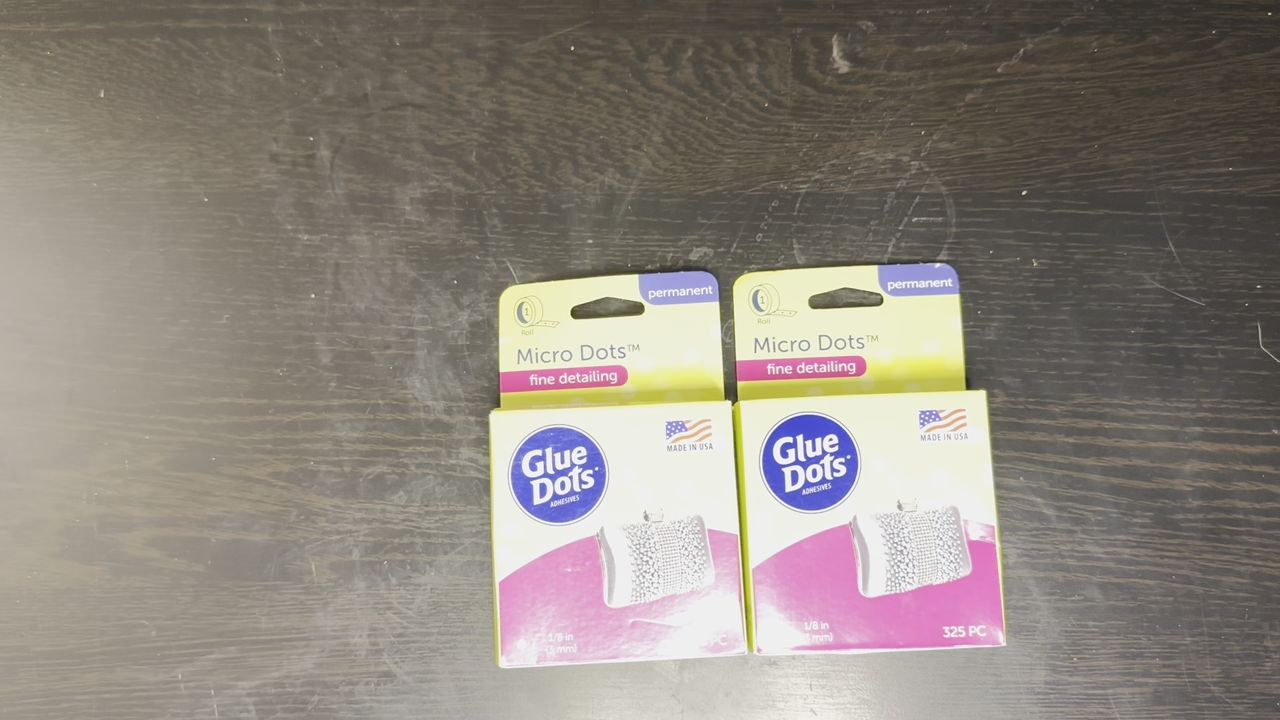 permanent
1
Roll
Micro Dots™
fine detailing
Glue
Dots
ADHESIVES
MADE IN USA
1/8 in
(3 mm)
PC
permanent
1
Roll
Micro Dots™
fine detailing
Glue
Dots
ADHESIVES
MADE IN USA
1/8 in
(3 mm)
325 PC